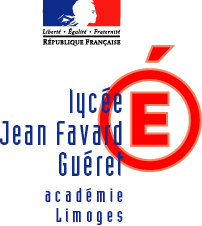 Liberté • Égalité • Fraternité
RÉPUBLIQUE FRANÇAISE
lycée
Jean Favard
Guéret
É
académie
Limoges